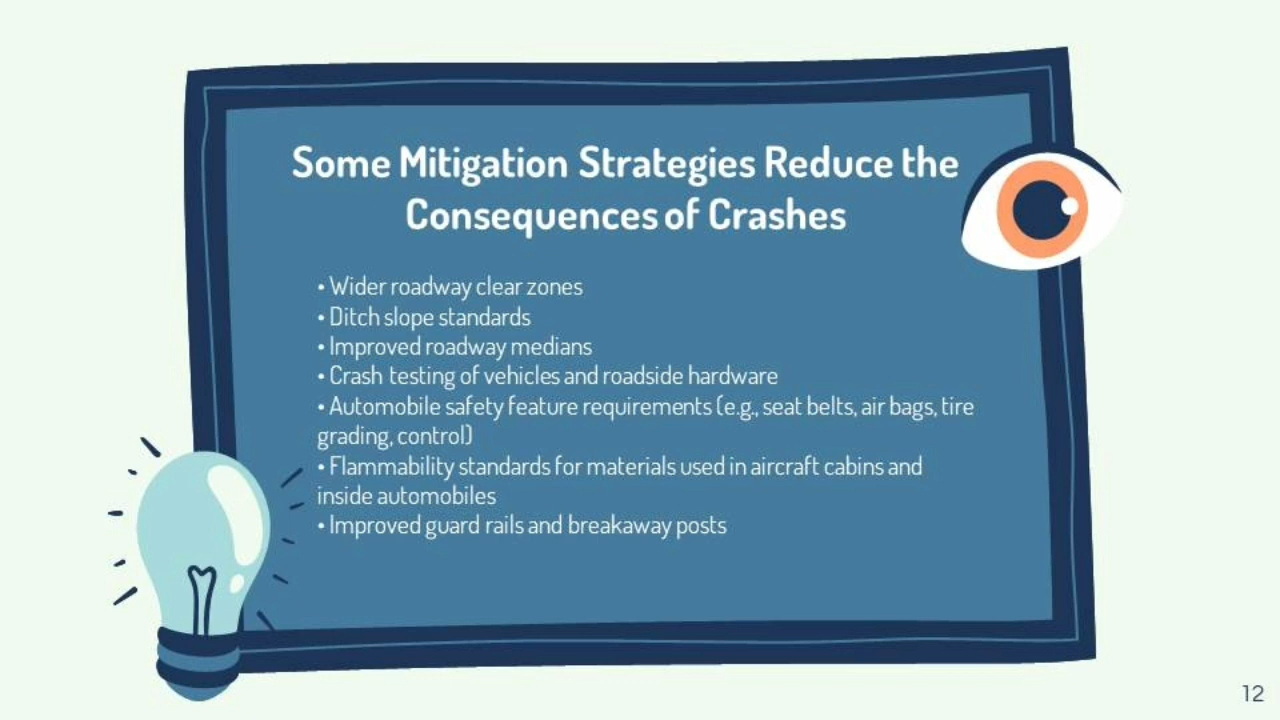 Some Mitigation Strategies Reduce the
Consequences of Crashes
• Wider roadway clear zones
• Ditch slope standards
• Improved roadway medians
• Crash testing of vehicles and roadside hardware
• Automobile safety feature requirements (e.g., seat belts, air bags, tire
grading, control)
• Flammability standards for materials used in aircraft cabins and
inside automobiles
• Improved guard rails and breakaway posts
12